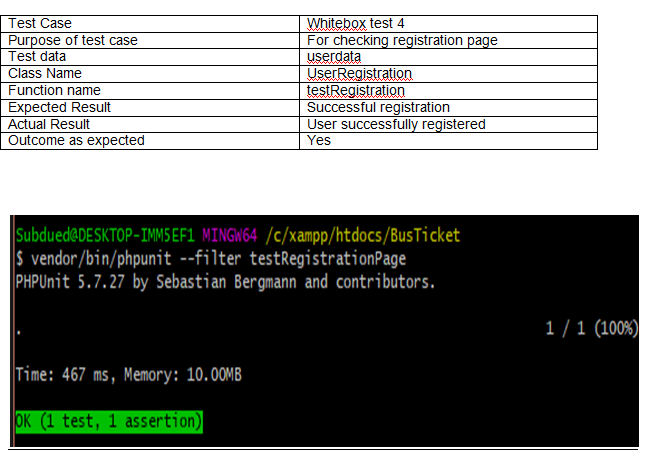 Test Case Whitebox test 4
Purpose of test case For checking registration page
Test data userdata
Class Name UserRegistration
Function name testRegistration
Expected Result Successful registration
Actual Result User successfully registered
Outcome as expected Yes
Subdued@DESKTOP-IMM5EF1 MINGW64 /c/xampp/htdocs/BusTicket
$ vendor/bin/phpunit --filter testRegistrationPage
PHPUnit 5.7.27 by Sebastian Bergmann and contributors.
. 1 / 1 (100%)
Time: 467 ms, Memory: 10.00MB
OK (1 test, 1 assertion)